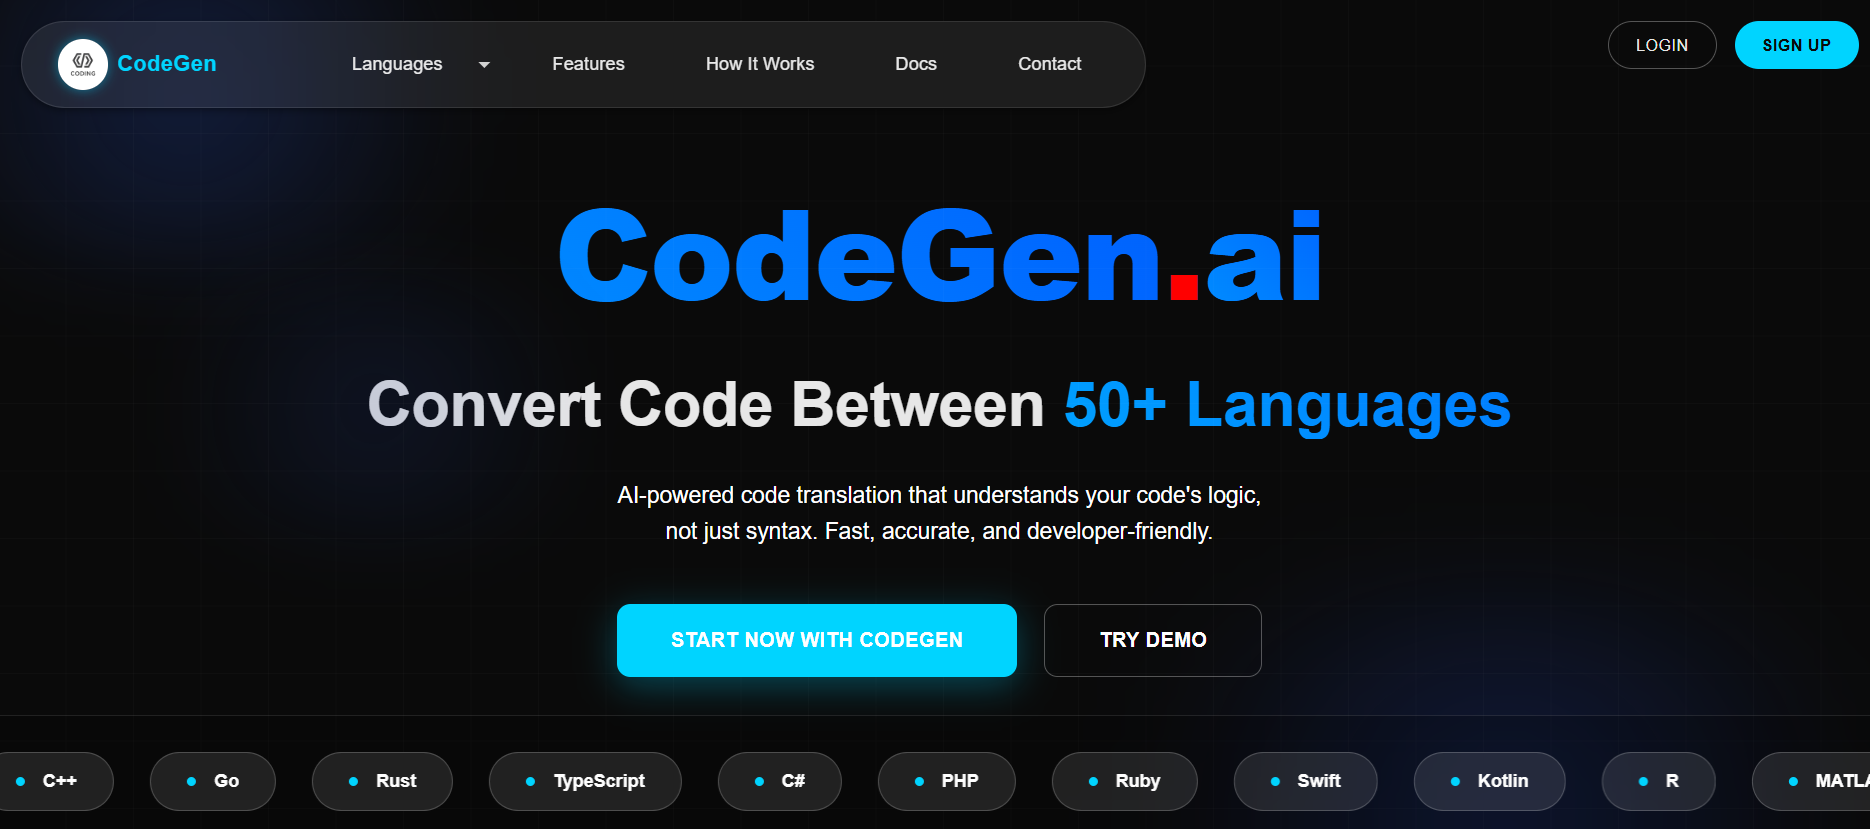 CODING
CodeGen
Languages
Features
How It Works
Docs
Contact
LOGIN
SIGN UP
CodeGen.ai
Convert Code Between 50+ Languages
AI-powered code translation that understands your code's logic,
not just syntax. Fast, accurate, and developer-friendly.
START NOW WITH CODEGEN
TRY DEMO
C++
Go
Rust
TypeScript
C#
PHP
Ruby
Swift
Kotlin
R